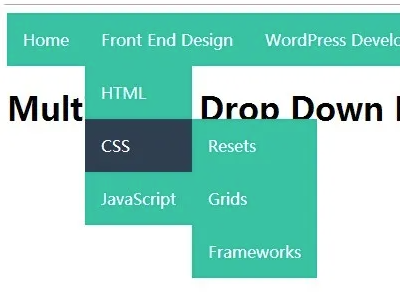 Home Front End Design WordPress Develo
HTML
Mult Drop Down
CSS Resets
JavaScript Grids
Frameworks